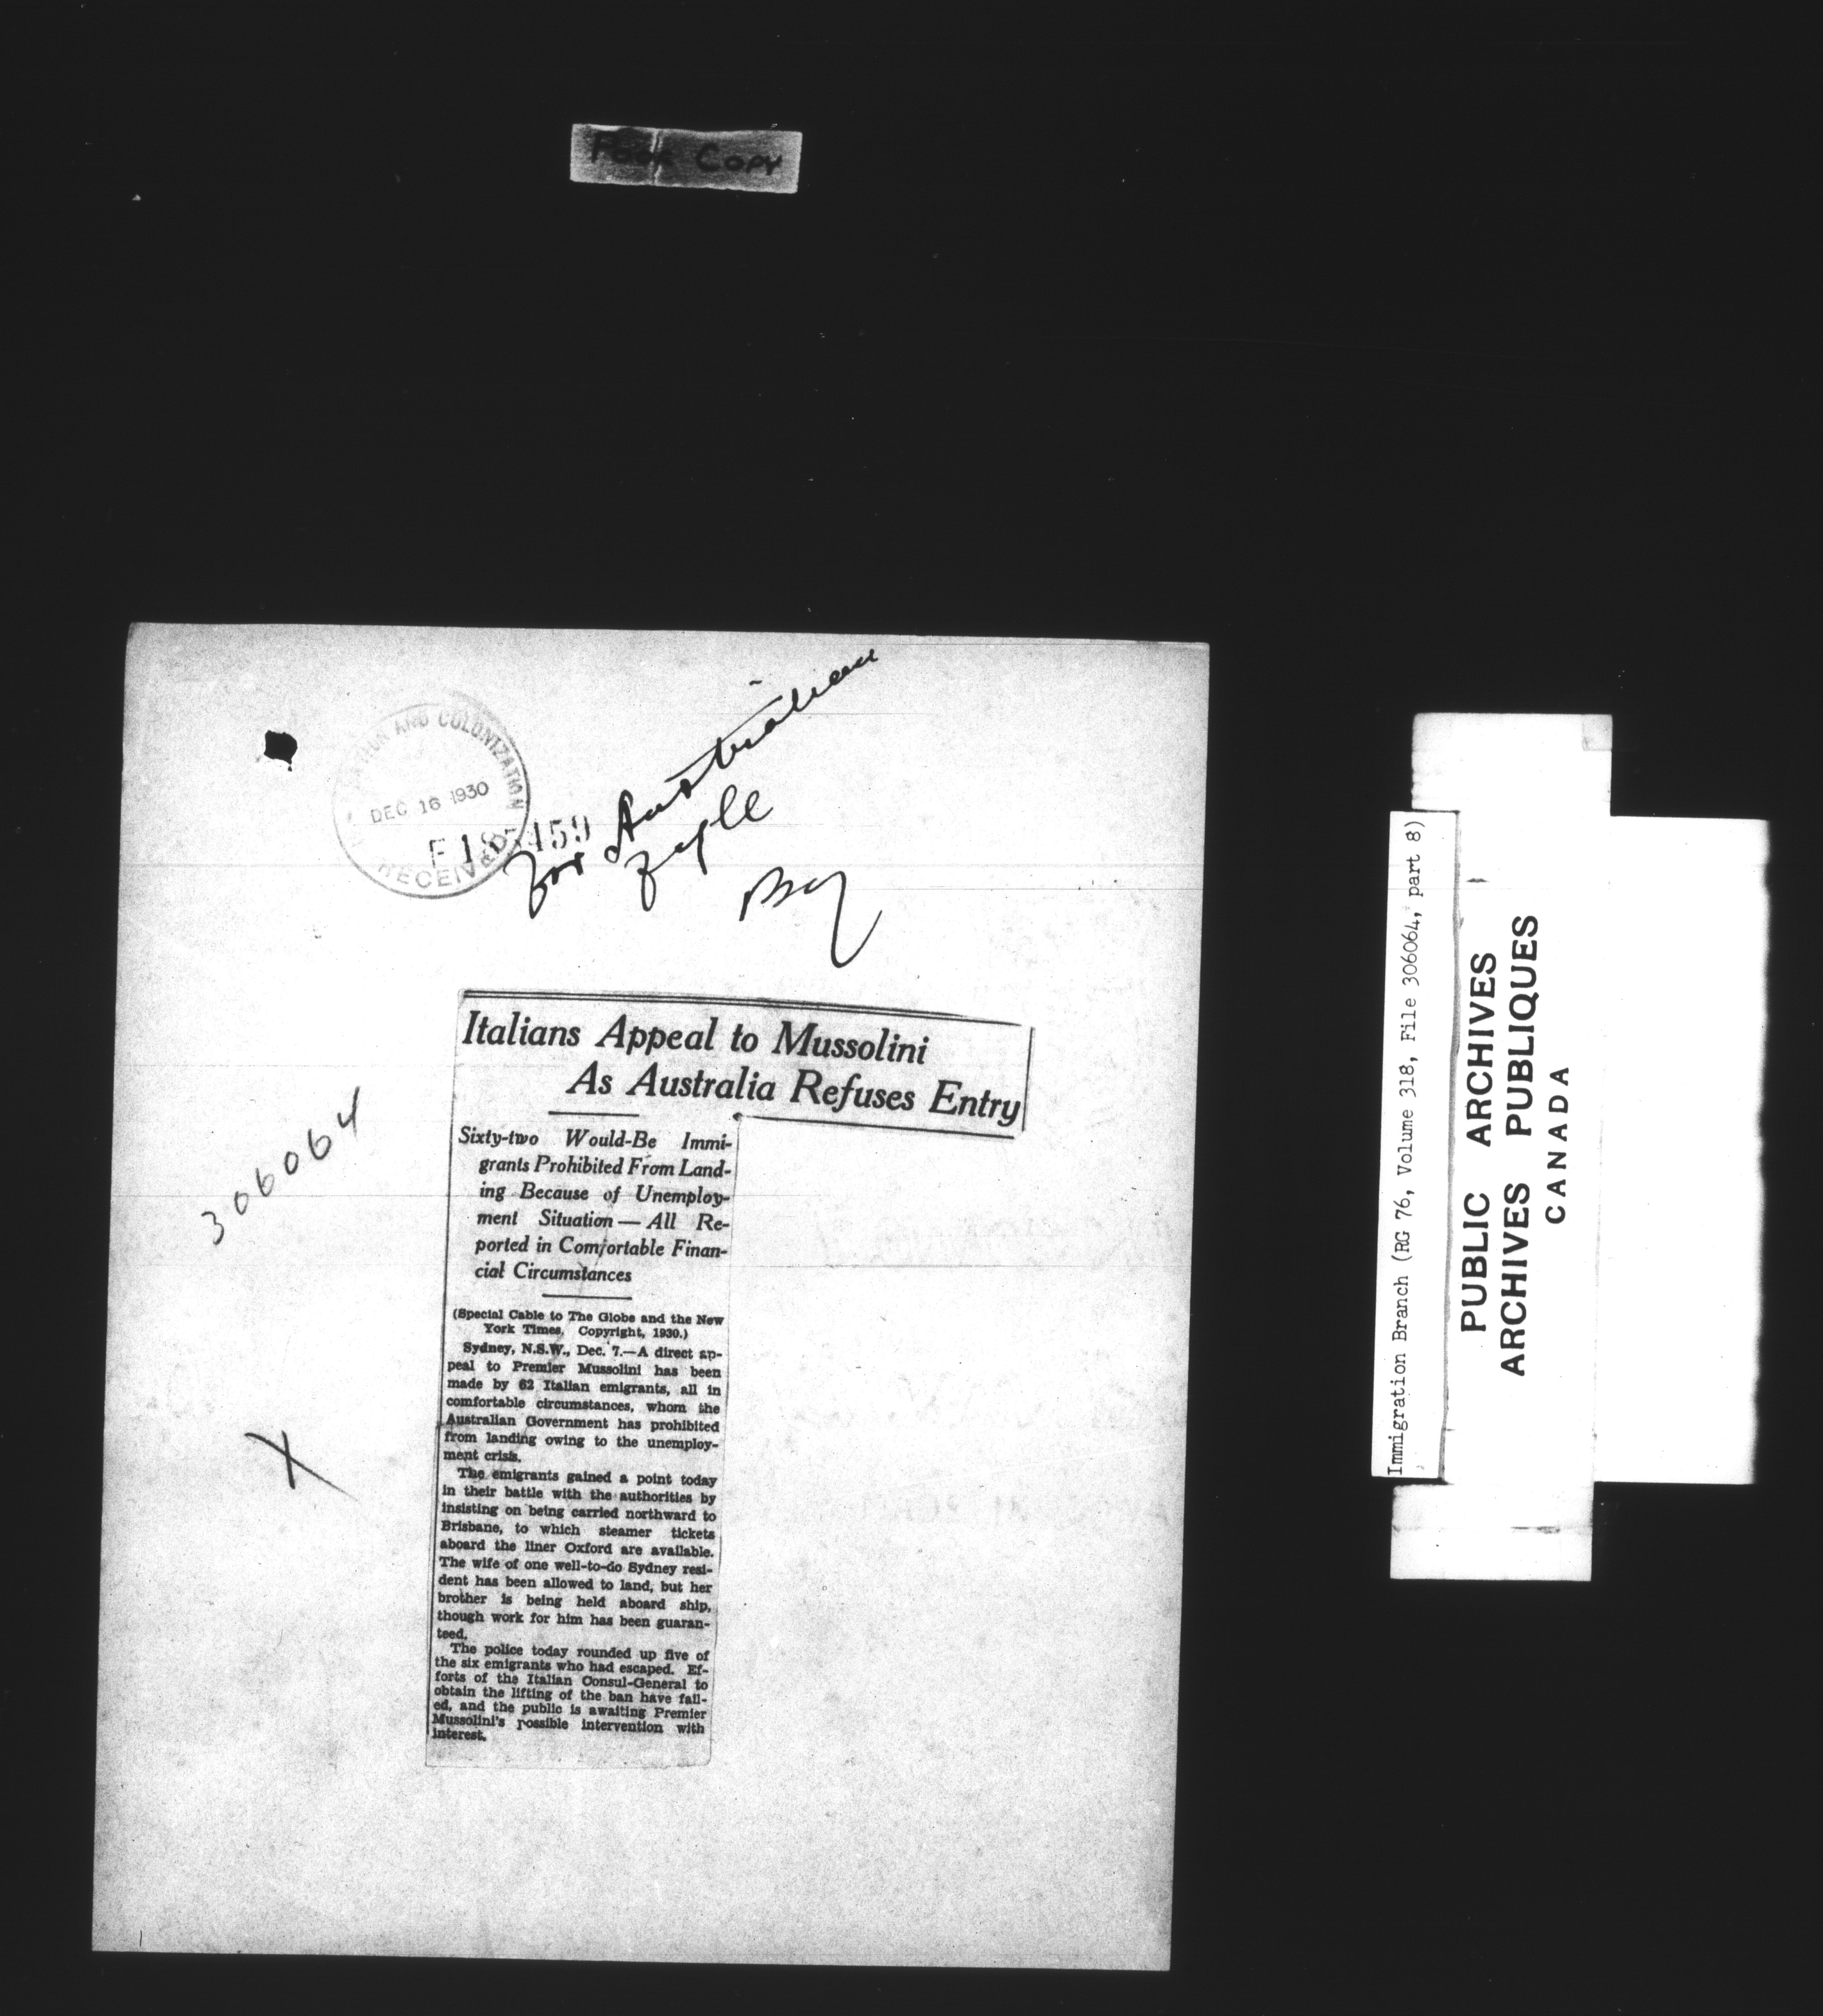 Poor Copy
ATION AND COLONIZATION
DEC 16 1930
RECEIVED
For Australian
file
306064
X
Italians Appeal to Mussolini
As Australia Refuses Entry
Sixty-two Would-Be Immi-
grants Prohibited From Land-
ing Because of Unemploy-
ment Situation — All Re-
ported in Comfortable Finan-
cial Circumstances
(Special Cable to The Globe and the New
York Times. Copyright, 1930.)
Sydney, N.S.W., Dec. 7.—A direct ap-
peal to Premier Mussolini has been
made by 62 Italian emigrants, all in
comfortable circumstances, whom the
Australian Government has prohibited
from landing owing to the unemploy-
ment crisis.
The emigrants gained a point today
in their battle with the authorities by
insisting on being carried northward to
Brisbane, to which steamer tickets
aboard the liner Oxford are available.
The wife of one well-to-do Sydney resi-
dent has been allowed to land, but her
brother is being held aboard ship,
though work for him has been guaran-
teed.
The police today rounded up five of
the six emigrants who had escaped. Ef-
forts of the Italian Consul-General to
obtain the lifting of the ban have fail-
ed, and the public is awaiting Premier
Mussolini's possible intervention with
interest.
Immigration Branch (RG 76, Volume 318, File 306064, part 8)
PUBLIC ARCHIVES
ARCHIVES PUBLIQUES
CANADA